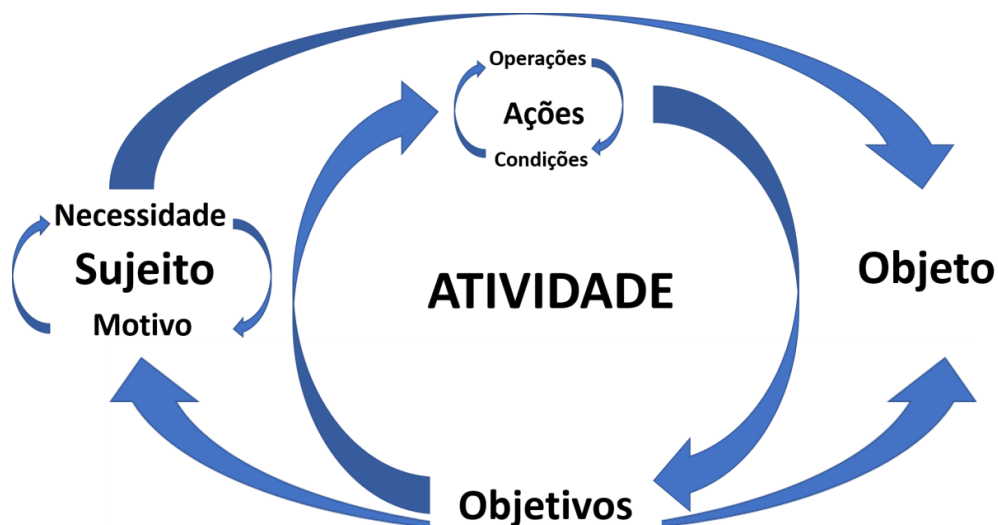 Operações
Ações
Condições
Necessidade
Sujeito
Motivo
ATIVIDADE
Objeto
Objetivos